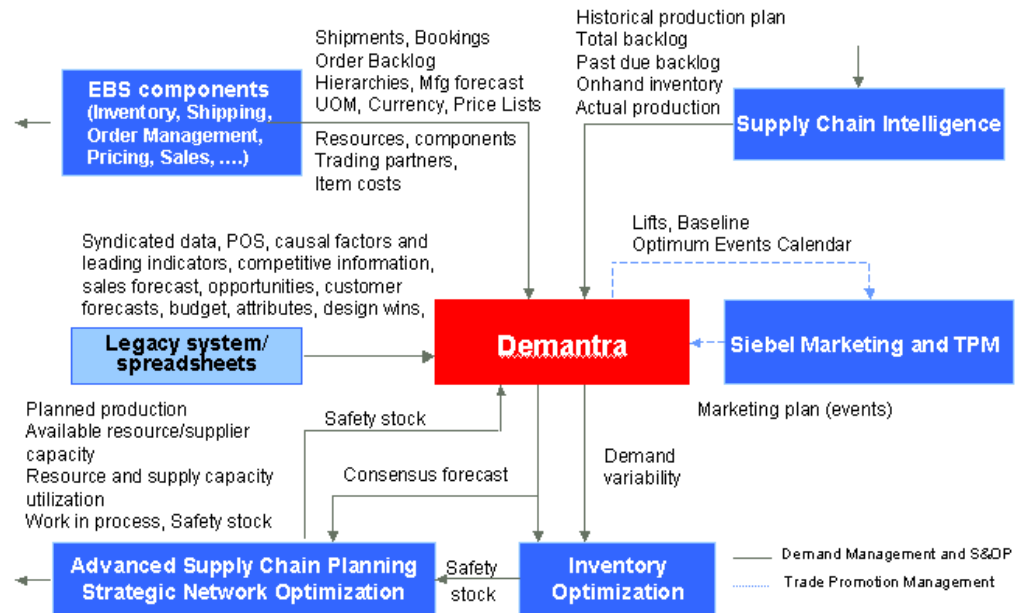 Shipments, Bookings
Order Backlog
Hierarchies, Mfg forecast
UOM, Currency, Price Lists
Resources, components
Trading partners,
Item costs
Historical production plan
Total backlog
Past due backlog
Onhand inventory
Actual production
EBS components
(Inventory, Shipping,
Order Management,
Pricing, Sales, ....)
Supply Chain Intelligence
Lifts, Baseline
Optimum Events Calendar
Syndicated data, POS, causal factors and
leading indicators, competitive information,
sales forecast, opportunities, customer
forecasts, budget, attributes, design wins,
Legacy system/
spreadsheets
Demantra
Siebel Marketing and TPM
Marketing plan (events)
Planned production
Available resource/supplier
capacity
Resource and supply capacity
utilization
Work in process, Safety stock
Safety stock
Consensus forecast
Demand
variability
Advanced Supply Chain Planning
Strategic Network Optimization
Safety
stock
Inventory
Optimization
Demand Management and S&OP
Trade Promotion Management